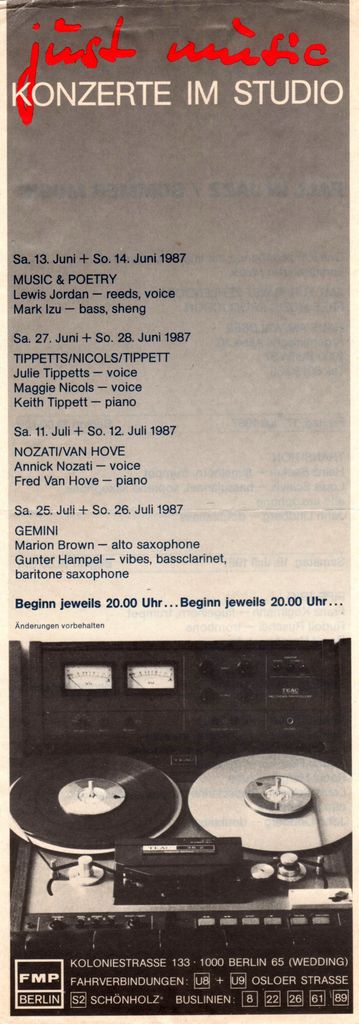 just music
KONZERTE IM STUDIO
Sa. 13. Juni + So. 14. Juni 1987
MUSIC & POETRY
Lewis Jordan – reeds, voice
Mark Izu – bass, sheng
Sa. 27. Juni + So. 28. Juni 1987
TIPPETTS/NICOLS/TIPPETT
Julie Tippetts – voice
Maggie Nicols – voice
Keith Tippett – piano
Sa. 11. Juli + So. 12. Juli 1987
NOZATI/VAN HOVE
Annick Nozati – voice
Fred Van Hove – piano
Sa. 25. Juli + So. 26. Juli 1987
GEMINI
Marion Brown – alto saxophone
Gunter Hampel – vibes, bassclarinet,
baritone saxophone
Beginn jeweils 20.00 Uhr...Beginn jeweils 20.00 Uhr...
Änderungen vorbehalten
TEAC
TEAC
FMP
BERLIN
KOLONIESTRASSE 133 · 1000 BERLIN 65 (WEDDING)
FAHRVERBINDUNGEN: U8 + U9 OSLOER STRASSE
S2 SCHÖNHOLZ · BUSLINIEN: 8 22 26 61 89